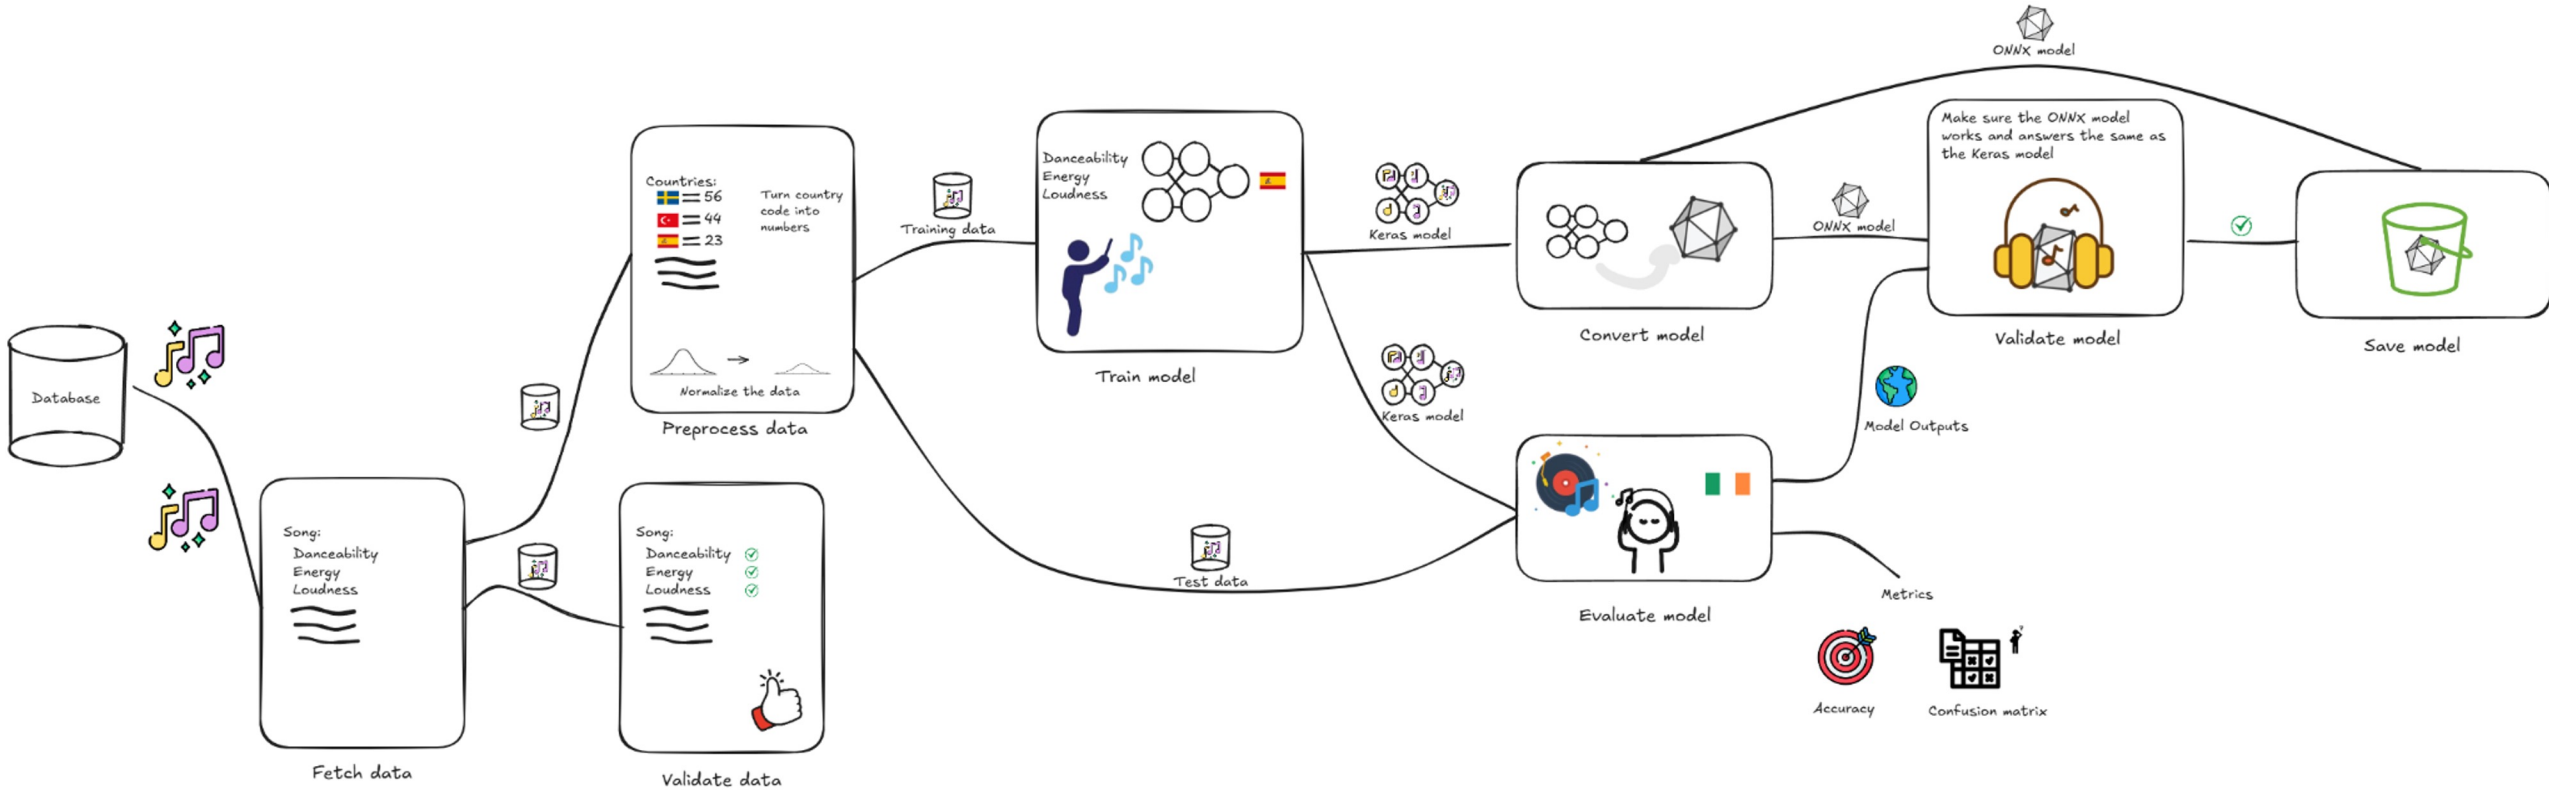 Database
Song:
Danceability
Energy
Loudness
Fetch data
Song:
Danceability
Energy
Loudness
Validate data
Countries:
= 56
= 44
= 23
Turn country
code into
numbers
Normalize the data
Preprocess data
Training data
Test data
Danceability
Energy
Loudness
Train model
Keras model
Keras model
Convert model
ONNX model
ONNX model
Evaluate model
Model Outputs
Metrics
Accuracy
Confusion matrix
Make sure the ONNX model
works and answers the same as
the Keras model
Validate model
Save model